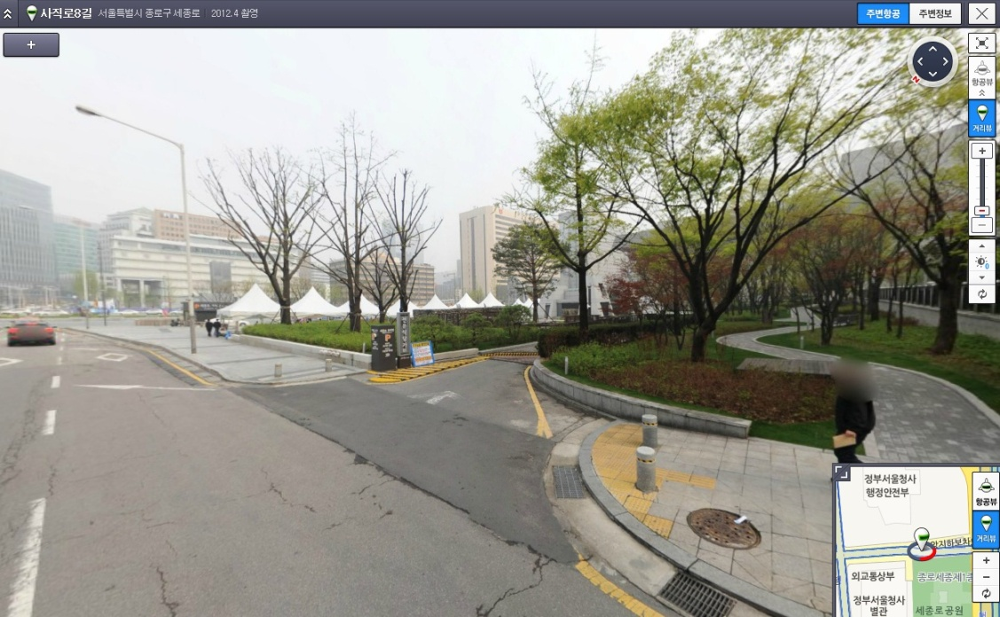 사직로8길 서울특별시 종로구 세종로 2012.4 촬영
주변항공 주변정보
항공뷰
거리뷰
P
정부서울청사
행정안전부
항공뷰
거리뷰
외교통상부
종로세종제1
정부서울청사
별관
세종로공원